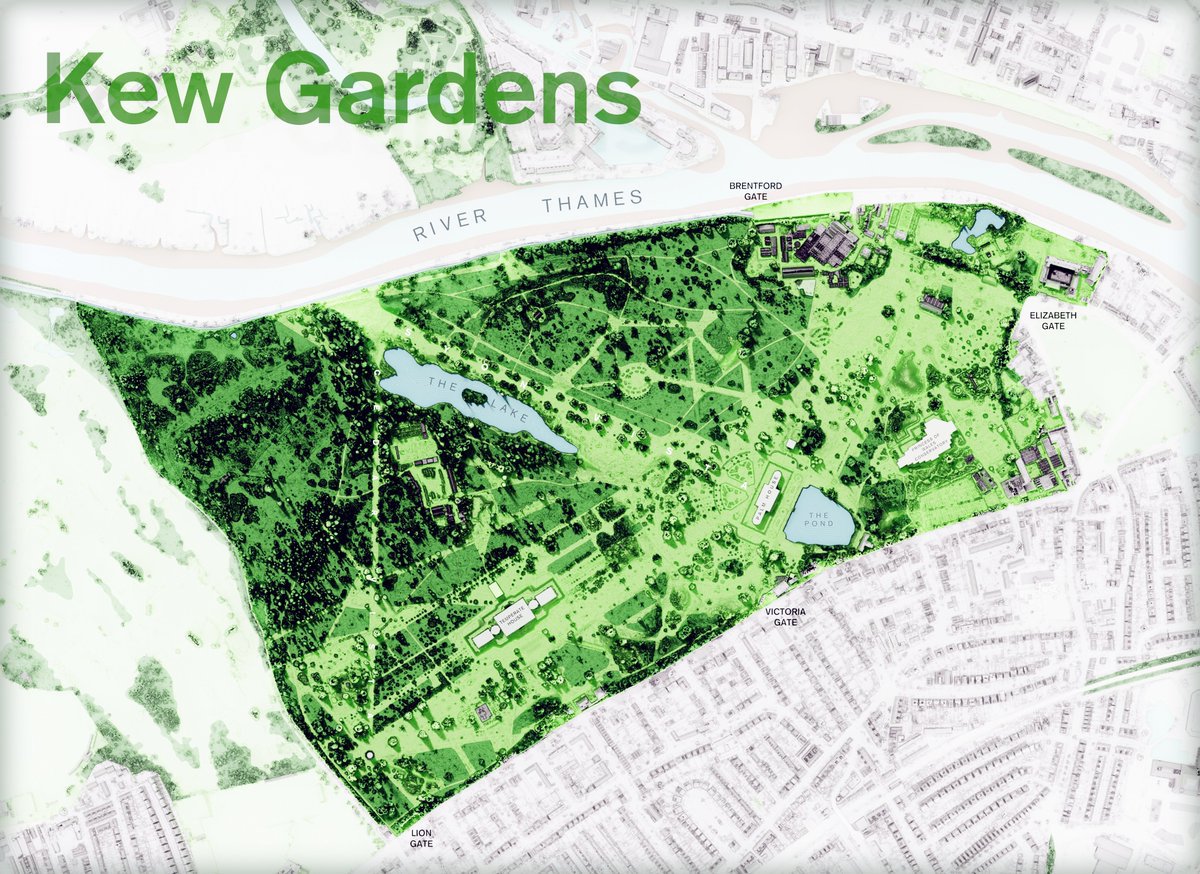 Kew Gardens
RIVER THAMES
BRENTFORD
GATE
ELIZABETH
GATE
THE LAKE
PRINCESS OF
WALES
CONSERVATORY
PALM HOUSE
THE
POND
TEMPERATE
HOUSE
VICTORIA
GATE
LION
GATE